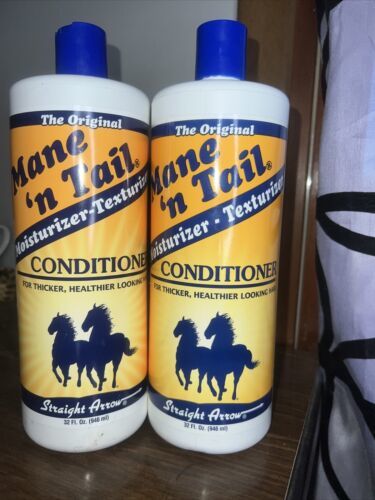 The Original
Mane
'n Tail®
Moisturizer-Texturizer
CONDITIONER
FOR THICKER, HEALTHIER LOOKING
Straight Arrow®
32 Fl. Oz. (946 ml)
The Original
Mane
'n Tail®
Moisturizer - Texturizer
CONDITIONER
FOR THICKER, HEALTHIER LOOKING HAIR
Straight Arrow®
32 Fl. Oz. (946 ml)